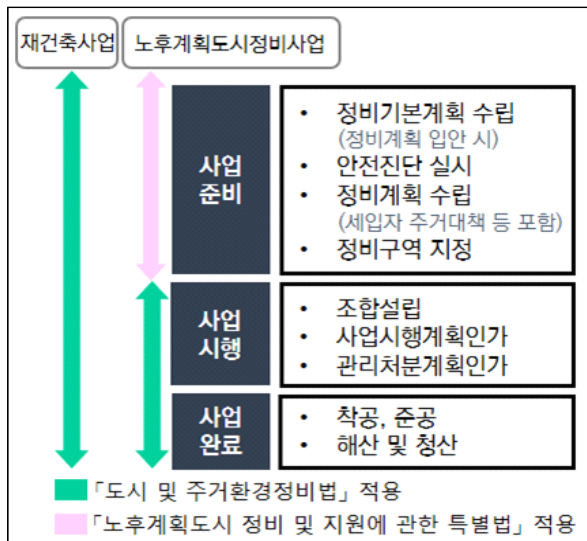 재건축사업
노후계획도시정비사업
사업
준비
• 정비기본계획 수립
(정비계획 입안 시)
• 안전진단 실시
• 정비계획 수립
(세입자 주거대책 등 포함)
• 정비구역 지정
사업
시행
• 조합설립
• 사업시행계획인가
• 관리처분계획인가
사업
완료
• 착공, 준공
• 해산 및 청산
「도시 및 주거환경정비법」 적용
「노후계획도시 정비 및 지원에 관한 특별법」 적용